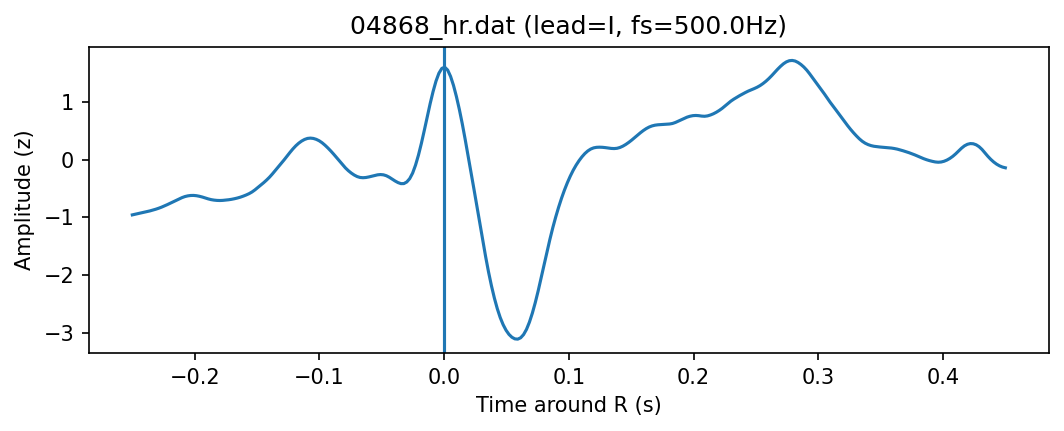 04868_hr.dat (lead=I, fs=500.0Hz)
Amplitude (z)
1
0
−1
−2
−3
−0.2 −0.1 0.0 0.1 0.2 0.3 0.4
Time around R (s)